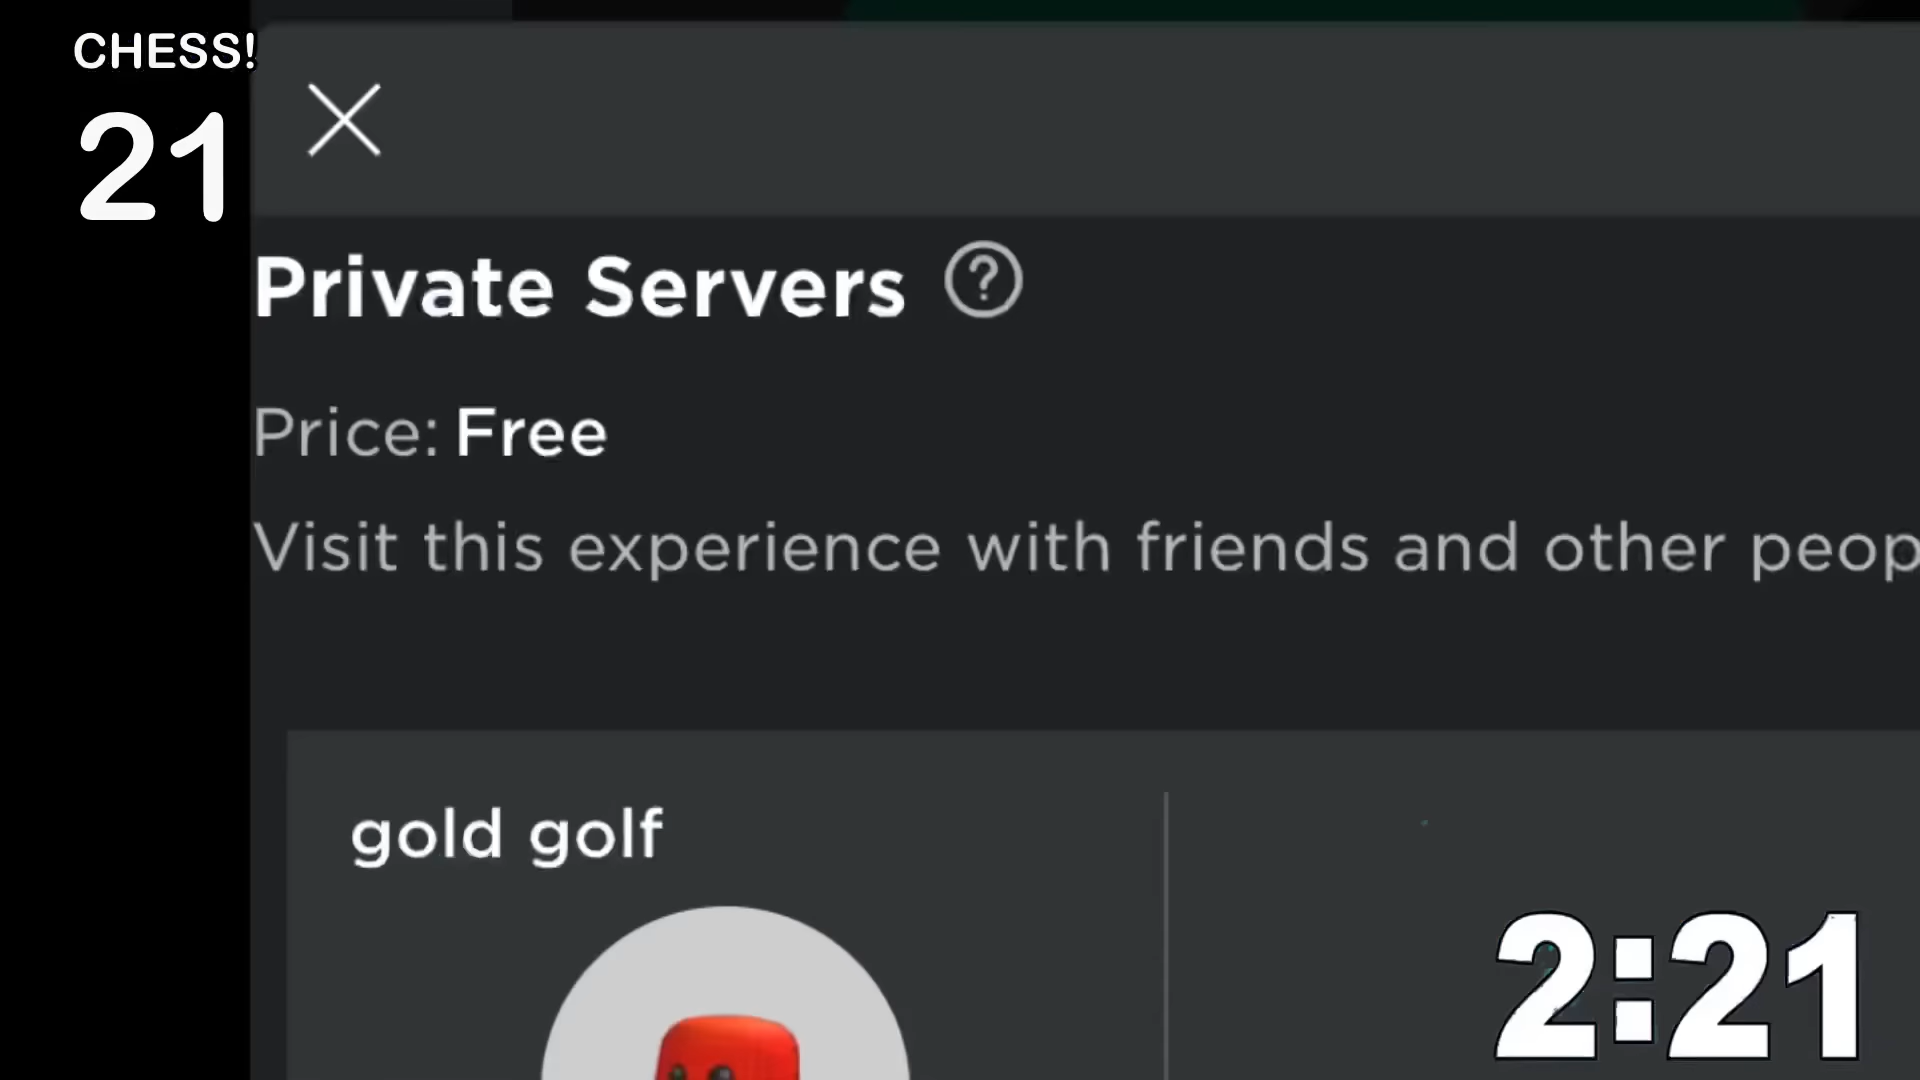 CHESS!
21
Private Servers
Price: Free
Visit this experience with friends and other peop
gold golf
2:21